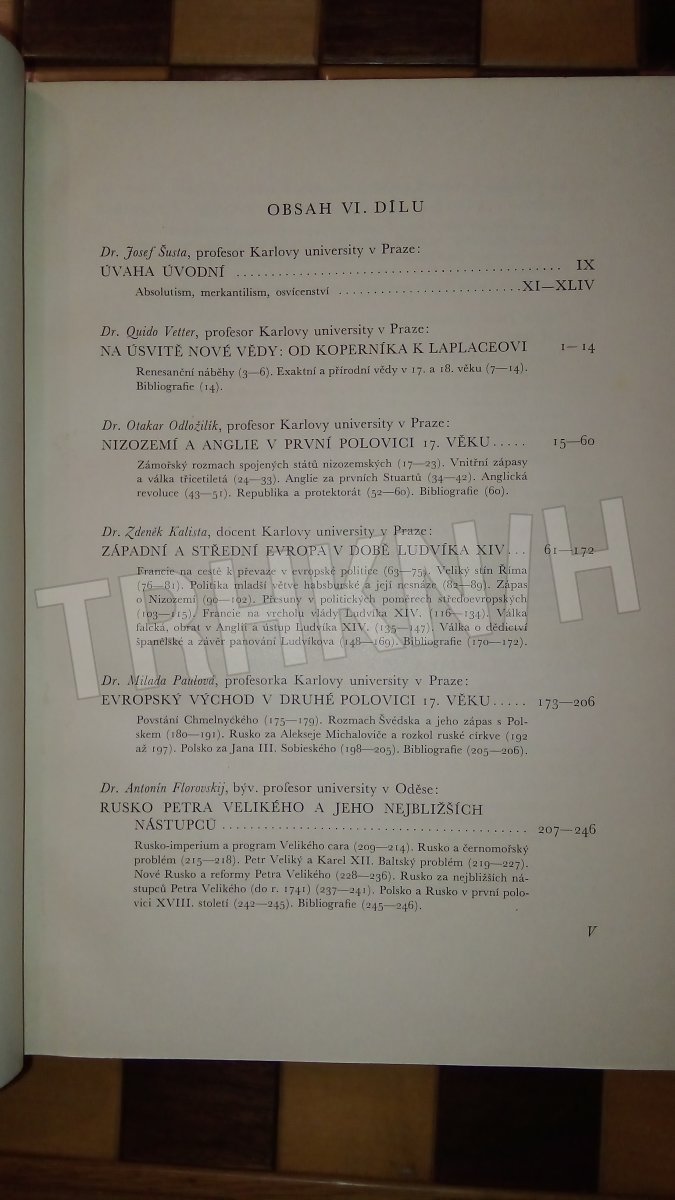 OBSAH VI. DÍLU
Dr. Josef Šusta, profesor Karlovy university v Praze:
ÚVAHA ÚVODNÍ ........................................ IX
Absolutism, merkantilism, osvícenství .......................... XI—XLIV
Dr. Quido Vetter, profesor Karlovy university v Praze:
NA ÚSVITĚ NOVÉ VĚDY: OD KOPERNÍKA K LAPLACEOVI 1—14
Renesanční náběhy (3—6). Exaktní a přírodní vědy v 17. a 18. věku (7—14).
Bibliografie (14).
Dr. Otakar Odložilík, profesor Karlovy university v Praze:
NIZOZEMÍ A ANGLIE V PRVNÍ POLOVICI 17. VĚKU..... 15—60
Zámořský rozmach spojených států nizozemských (17—23). Vnitřní zápasy
a válka třicetiletá (24—33). Anglie za prvních Stuartů (34—42). Anglická
revoluce (43—51). Republika a protektorát (52—60). Bibliografie (60).
Dr. Zdeněk Kalista, docent Karlovy university v Praze:
ZÁPADNÍ A STŘEDNÍ EVROPA V DOBĚ LUDVÍKA XIV... 61—172
Francie na cestě k převaze v evropské politice (63—75). Veliký stín Říma
(76—81). Politika mladší větve habsburské a její nesnáze (82—89). Zápas
o Nizozemí (90—102). Přesuny v politických poměrech středoevropských
(103—115). Francie na vrcholu vlády Ludvíka XIV. (116—134). Válka
falcká, obrat v Anglii a ústup Ludvíka XIV. (135—147). Válka o dědictví
španělské a závěr panování Ludvíkova (148—169). Bibliografie (170—172).
Dr. Milada Paulová, profesorka Karlovy university v Praze:
EVROPSKÝ VÝCHOD V DRUHÉ POLOVICI 17. VĚKU..... 173—206
Povstání Chmelnyćkého (175—179). Rozmach Švédska a jeho zápas s Pol-
skem (180—191). Rusko za Alekseje Michaloviče a rozkol ruské církve (192
až 197). Polsko za Jana III. Sobieského (198—205). Bibliografie (205—206).
Dr. Antonín Florovskij, býv. profesor university v Oděse:
RUSKO PETRA VELIKÉHO A JEHO NEJBLIŽŠÍCH
NÁSTUPCŮ ........................................ 207—246
Rusko-imperium a program Velikého cara (209—214). Rusko a černomořský
problém (215—218). Petr Veliký a Karel XII. Baltský problém (219—227).
Nové Rusko a reformy Petra Velikého (228—236). Rusko za nejbližších ná-
stupců Petra Velikého (do r. 1741) (237—241). Polsko a Rusko v první polo-
vici XVIII. století (242—245). Bibliografie (245—246).
V
TRHKNIH